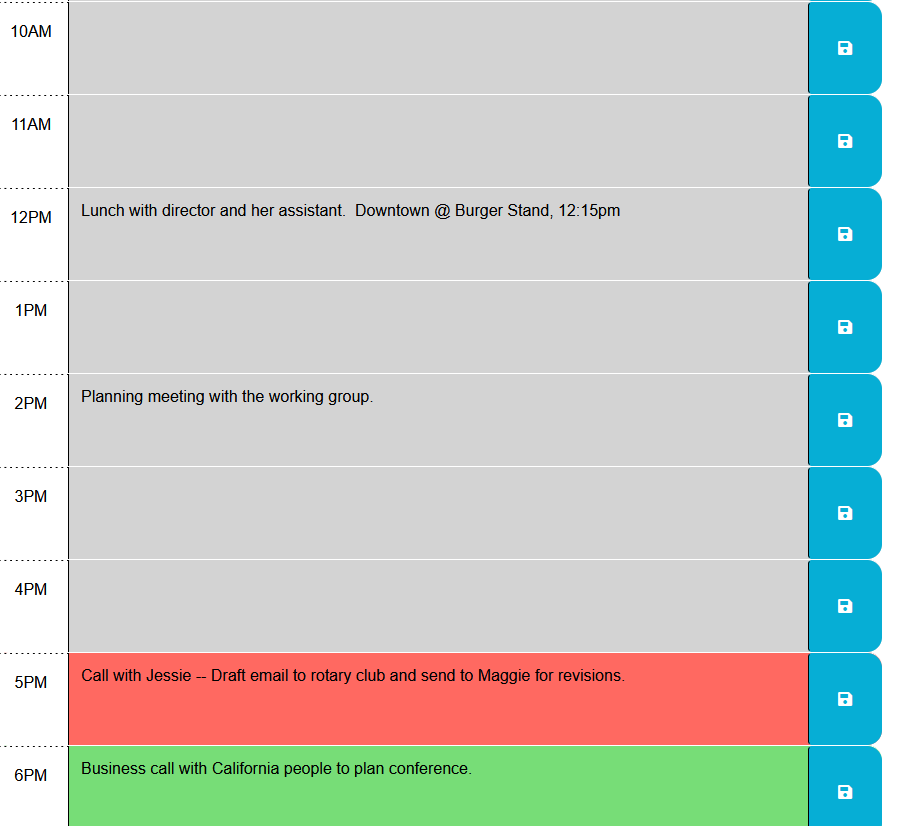 10AM
11AM
12PM Lunch with director and her assistant.  Downtown @ Burger Stand, 12:15pm
1PM
2PM Planning meeting with the working group.
3PM
4PM
5PM Call with Jessie -- Draft email to rotary club and send to Maggie for revisions.
6PM Business call with California people to plan conference.